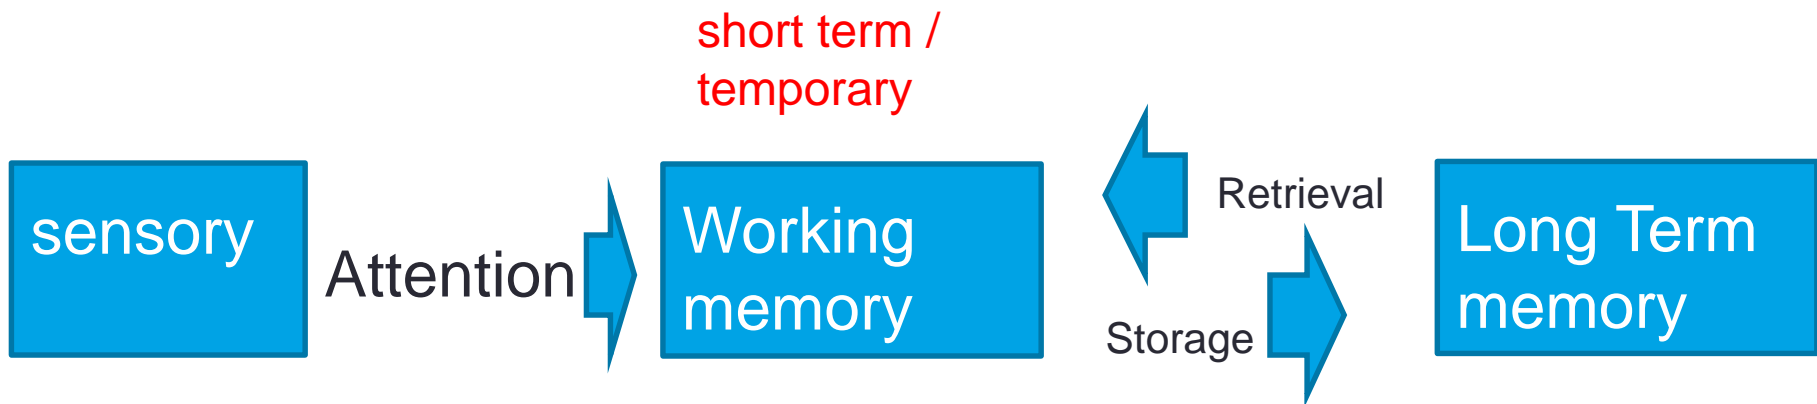 short term /
temporary
sensory
Attention
Working
memory
Retrieval
Storage
Long Term
memory